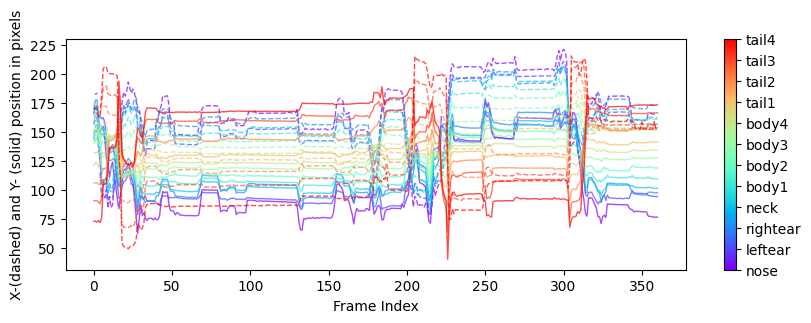 X-(dashed) and Y- (solid) position in pixels
225
200
175
150
125
100
75
50
0
50
100
150
200
250
300
350
Frame Index
tail4
tail3
tail2
tail1
body4
body3
body2
body1
neck
rightear
leftear
nose